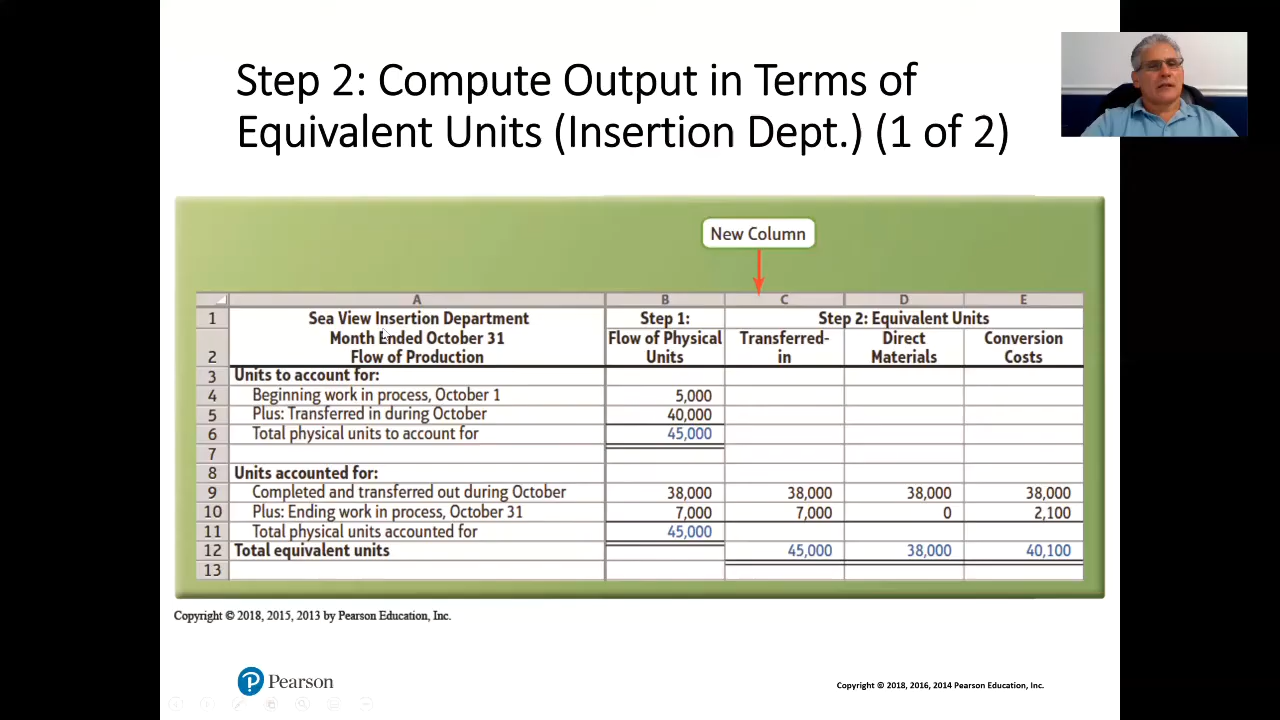 Step 2: Compute Output in Terms of
Equivalent Units (Insertion Dept.) (1 of 2)
New Column
A B C D E
1 Sea View Insertion Department Step 1: Step 2: Equivalent Units
Month Ended October 31 Flow of Physical Transferred- Direct Conversion
2 Flow of Production Units in Materials Costs
3 Units to account for:
4 Beginning work in process, October 1 5,000
5 Plus: Transferred in during October 40,000
6 Total physical units to account for 45,000
7
8 Units accounted for:
9 Completed and transferred out during October 38,000 38,000 38,000 38,000
10 Plus: Ending work in process, October 31 7,000 7,000 0 2,100
11 Total physical units accounted for 45,000
12 Total equivalent units 45,000 38,000 40,100
13
Copyright © 2018, 2015, 2013 by Pearson Education, Inc.
P Pearson
Copyright © 2018, 2016, 2014 Pearson Education, Inc.